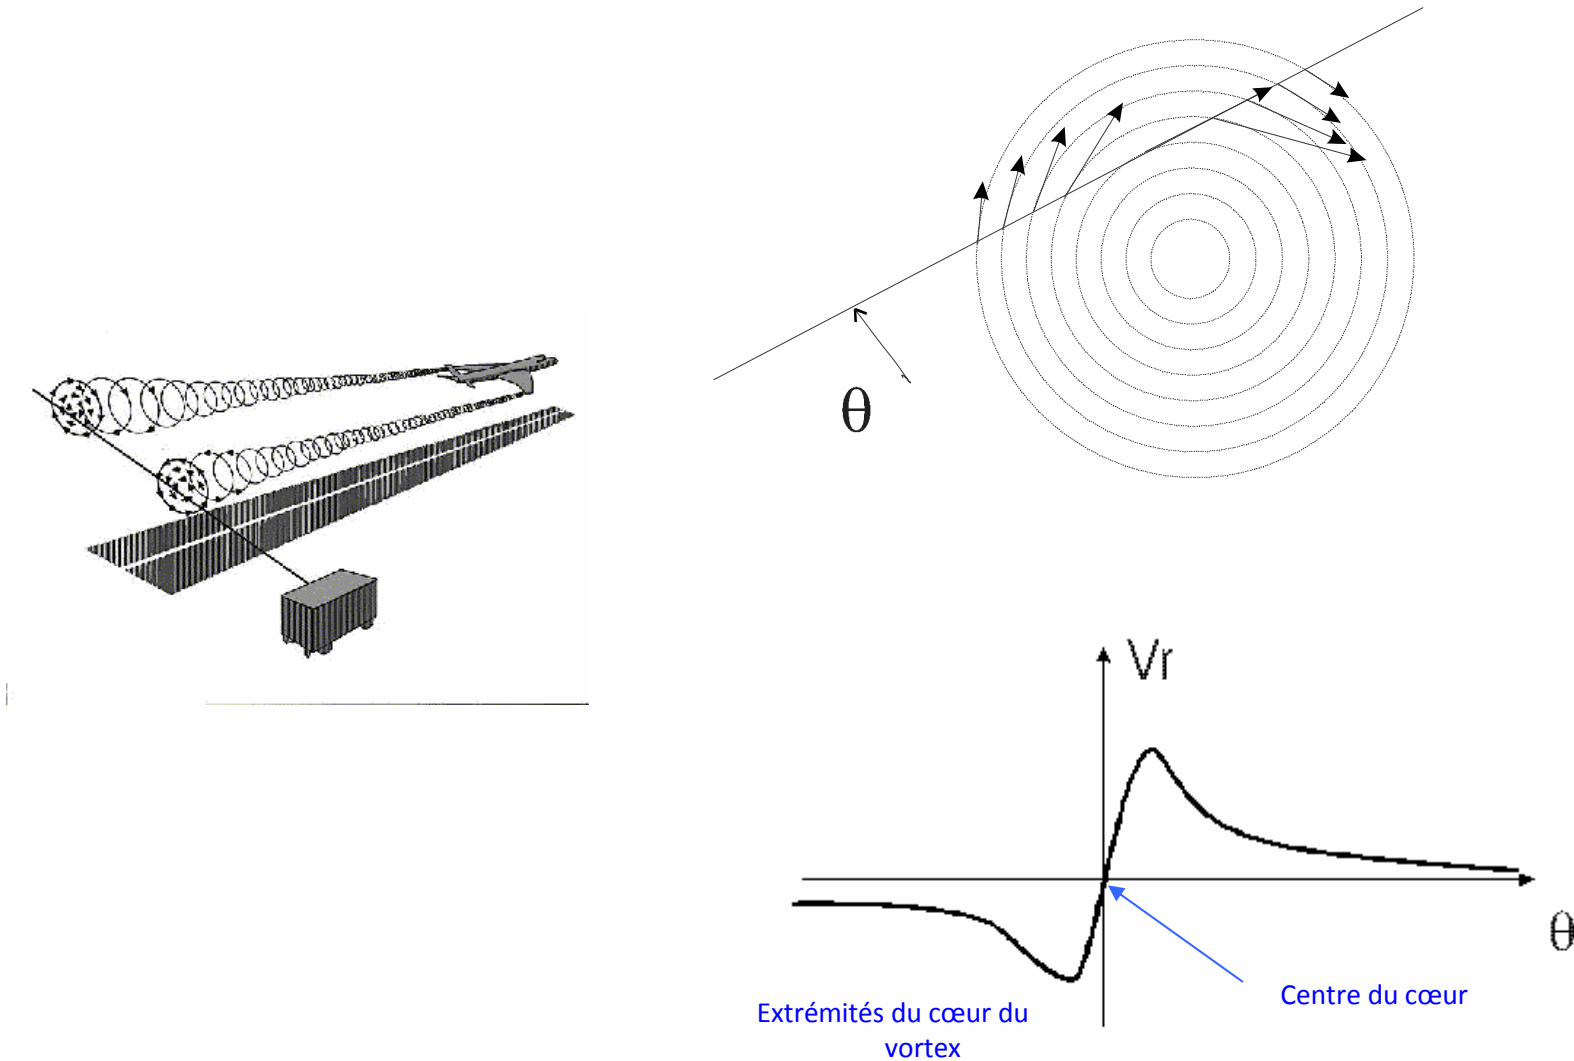 θ
Vr
θ
Centre du cœur
Extrémités du cœur du
vortex